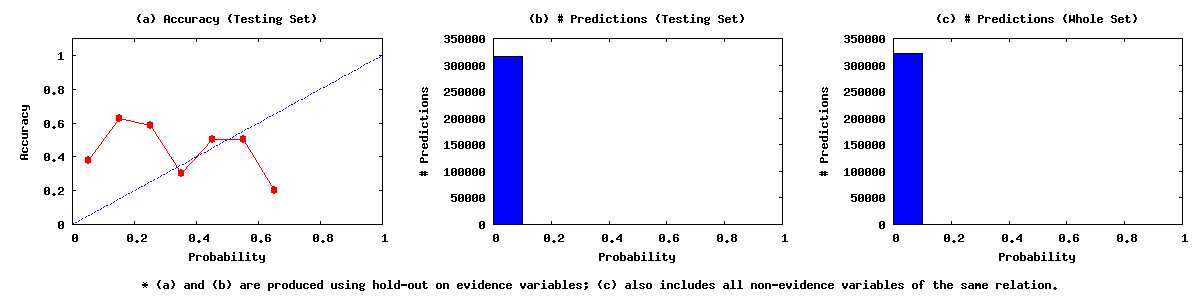 (a) Accuracy (Testing Set)
(b) # Predictions (Testing Set)
(c) # Predictions (Whole Set)
Accuracy
1
0.8
0.6
0.4
0.2
0
0 0.2 0.4 0.6 0.8 1
Probability
# Predictions
350000
300000
250000
200000
150000
100000
50000
0
0 0.2 0.4 0.6 0.8 1
Probability
# Predictions
350000
300000
250000
200000
150000
100000
50000
0
0 0.2 0.4 0.6 0.8 1
Probability
* (a) and (b) are produced using hold-out on evidence variables; (c) also includes all non-evidence variables of the same relation.